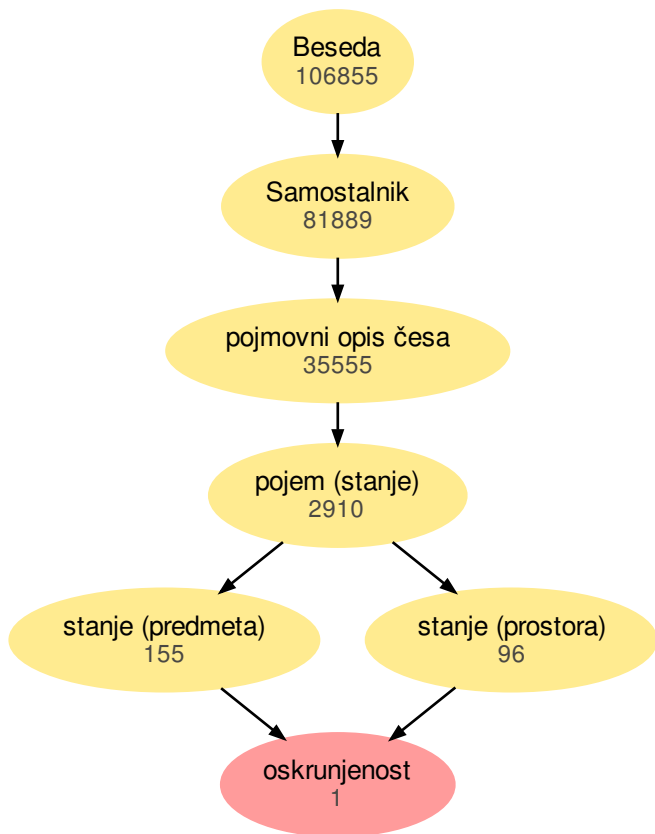 Beseda
106855
Samostalnik
81889
pojmovni opis česa
35555
pojem (stanje)
2910
stanje (predmeta)
155
stanje (prostora)
96
oskrunjenost
1